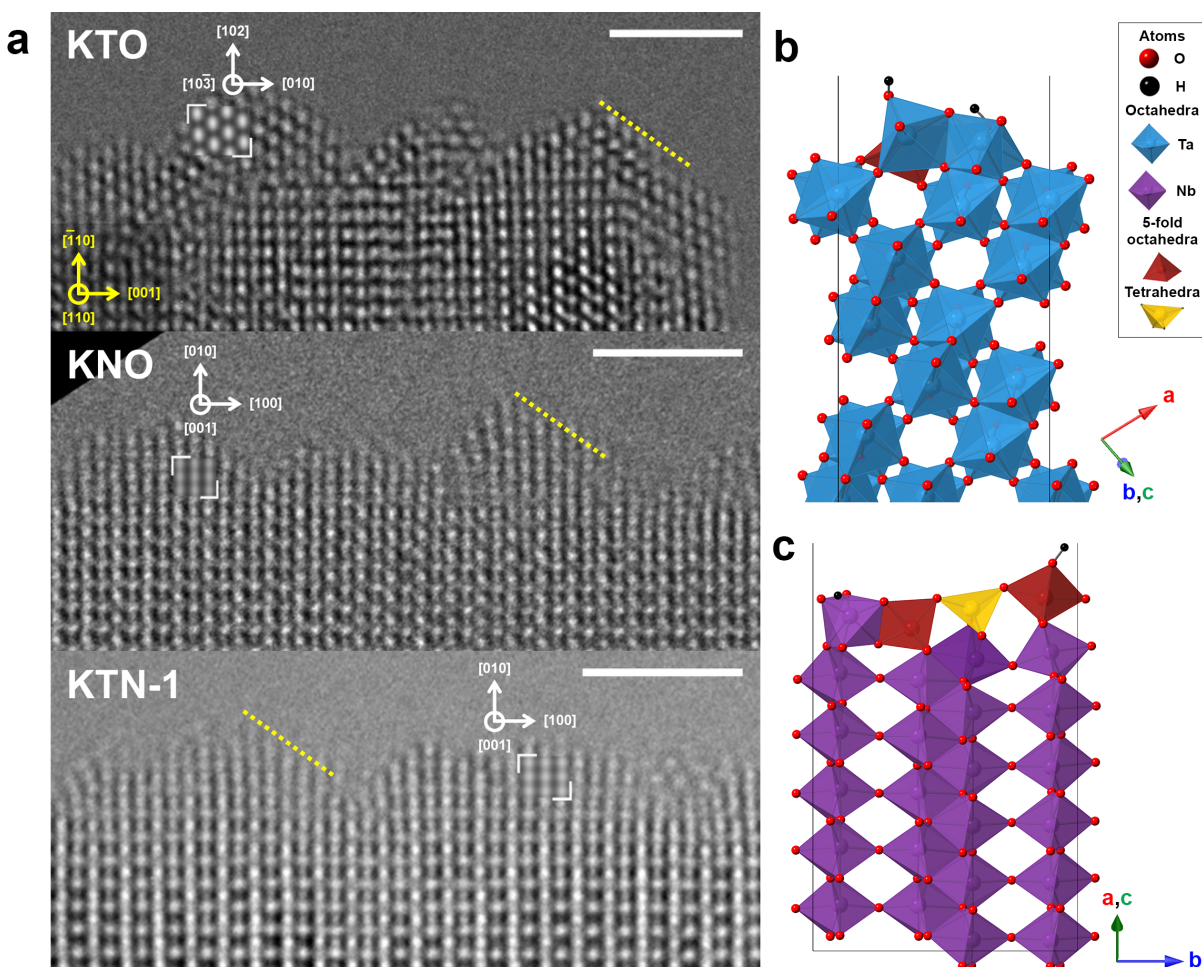 a
KTO
[102]
[103̄]
[010]
[1̄10]
[001]
[110]
KNO
[010]
[100]
[001]
KTN-1
[010]
[100]
[001]
b
Atoms
O
H
Octahedra
Ta
Nb
5-fold
octahedra
Tetrahedra
a
b,c
c
a,c
b